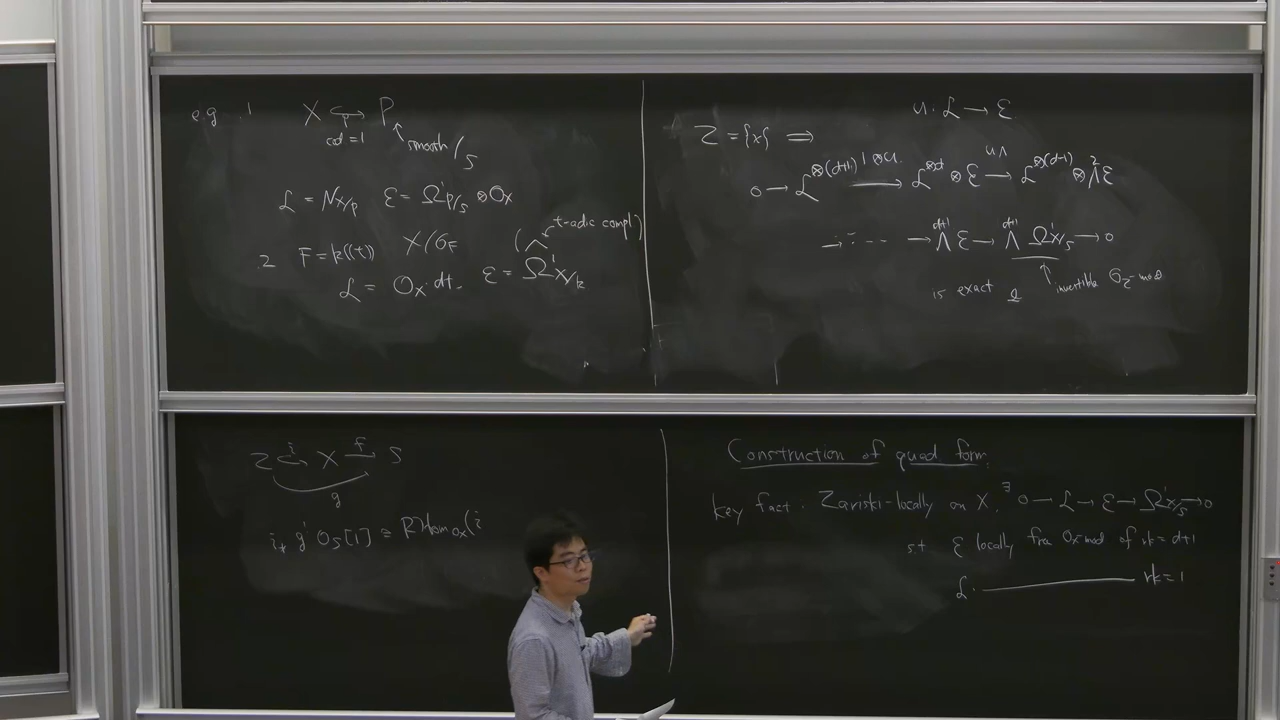 e.g. 1 X ↪ P
cod = 1
smooth/S
ℒ = N_{X/P} ℰ = Ω¹_{P/S} ⊗ O_X
2. F = k((t)) X/O_F (^ t-adic compl)
ℒ = O_X · dt. ℰ = Ω̂¹_{X/k}
u: ℒ → ℰ
Z = {x} ⟹
0 → ℒ^{⊗(d+1)} —1⊗u→ ℒ^{⊗d} ⊗ ℰ —u∧→ ℒ^{⊗(d-1)} ⊗ Λ²ℰ
→ ··· → Λ^{d+1} ℰ → Λ^{d+1} Ω¹_{X/S} → 0
is exact & invertible O_Z-mod
Z ↪^i X →^f S
g
i_* g^! O_S[1] ≅ RHom_{O_X}(i
Construction of quad form
key fact: Zariski-locally on X, ∃ 0 → ℒ → ℰ → Ω¹_{X/S} → 0
s.t. ℰ locally free O_X-mod of rk = d+1
ℒ ———— rk = 1